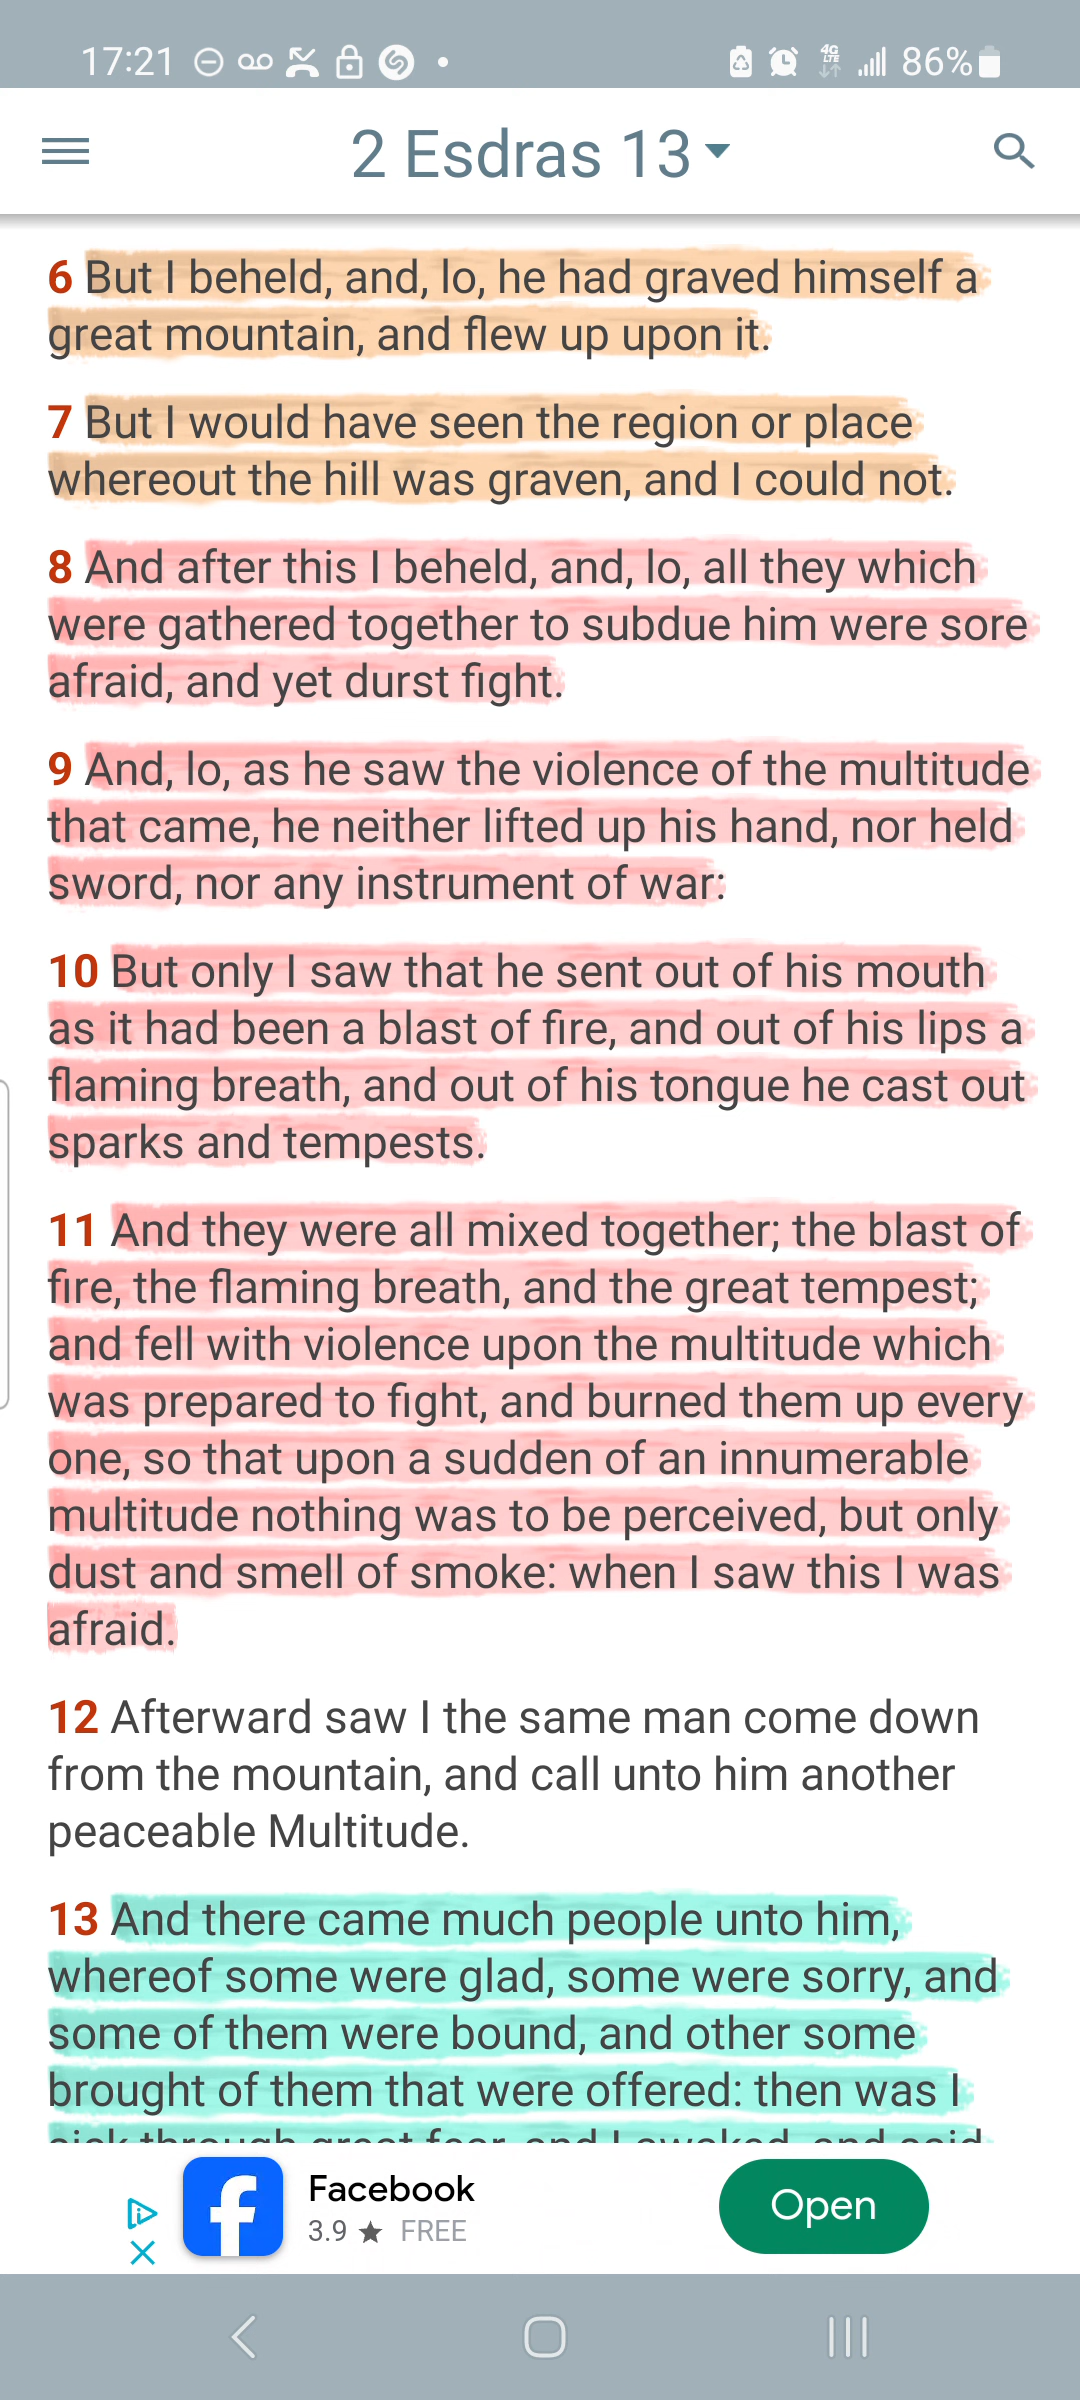 17:21
4G LTE
86%
2 Esdras 13
6 But I beheld, and, lo, he had graved himself a
great mountain, and flew up upon it.
7 But I would have seen the region or place
whereout the hill was graven, and I could not.
8 And after this I beheld, and, lo, all they which
were gathered together to subdue him were sore
afraid, and yet durst fight.
9 And, lo, as he saw the violence of the multitude
that came, he neither lifted up his hand, nor held
sword, nor any instrument of war:
10 But only I saw that he sent out of his mouth
as it had been a blast of fire, and out of his lips a
flaming breath, and out of his tongue he cast out
sparks and tempests.
11 And they were all mixed together; the blast of
fire, the flaming breath, and the great tempest;
and fell with violence upon the multitude which
was prepared to fight, and burned them up every
one, so that upon a sudden of an innumerable
multitude nothing was to be perceived, but only
dust and smell of smoke: when I saw this I was
afraid.
12 Afterward saw I the same man come down
from the mountain, and call unto him another
peaceable Multitude.
13 And there came much people unto him,
whereof some were glad, some were sorry, and
some of them were bound, and other some
brought of them that were offered: then was I
sick through great fear, and I awaked, and said
Facebook
3.9 ★ FREE
Open